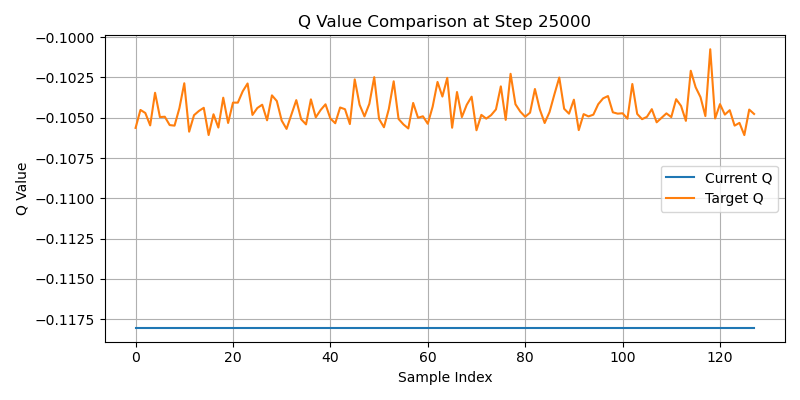 Q Value Comparison at Step 25000
−0.1000
−0.1025
−0.1050
−0.1075
−0.1100
−0.1125
−0.1150
−0.1175
Q Value
Current Q
Target Q
0 20 40 60 80 100 120
Sample Index